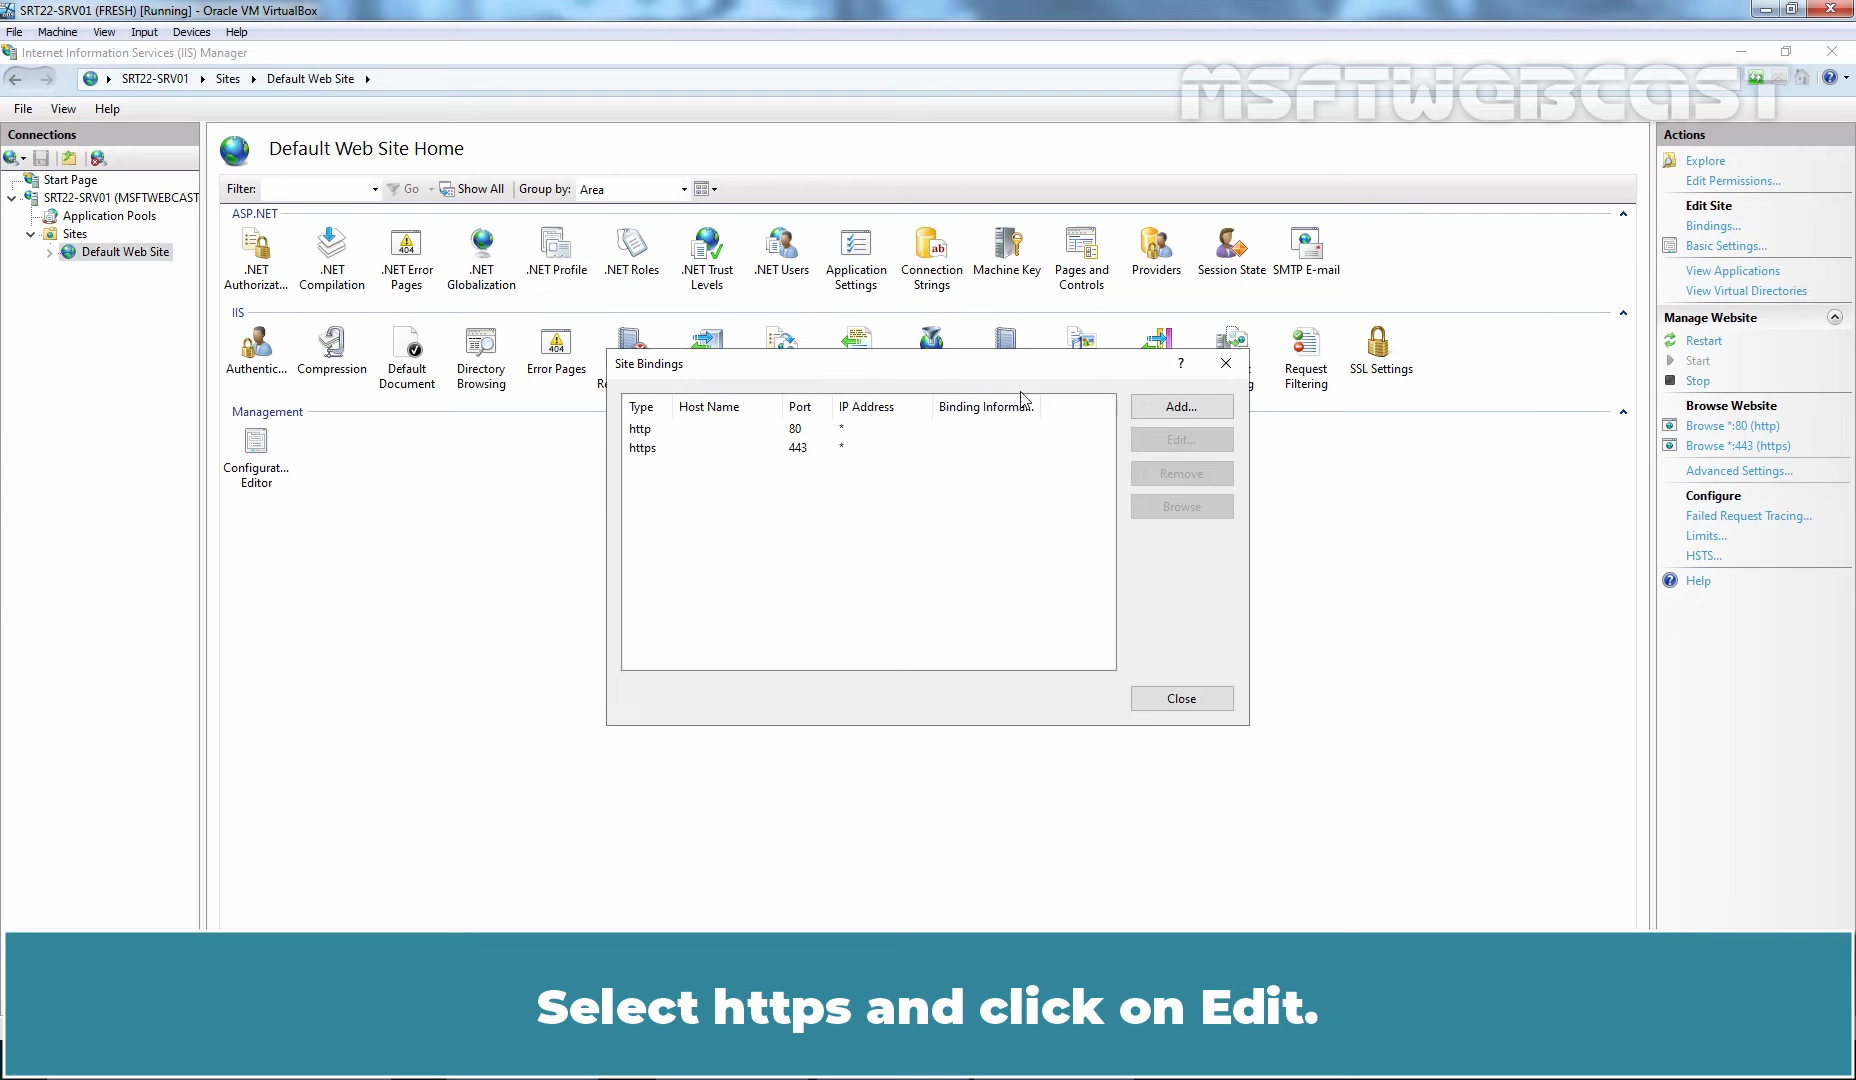 SRT22-SRV01 (FRESH) [Running] - Oracle VM VirtualBox
File Machine View Input Devices Help
Internet Information Services (IIS) Manager
SRT22-SRV01 Sites Default Web Site
MSFTWEBCAST
File View Help
Connections
Start Page
SRT22-SRV01 (MSFTWEBCAST
Application Pools
Sites
Default Web Site
Default Web Site Home
Filter: Go Show All Group by: Area
ASP.NET
.NET Authorizat...
.NET Compilation
.NET Error Pages
.NET Globalization
.NET Profile
.NET Roles
.NET Trust Levels
.NET Users
Application Settings
Connection Strings
Machine Key
Pages and Controls
Providers
Session State
SMTP E-mail
IIS
Authentic...
Compression
Default Document
Directory Browsing
Error Pages
Request Filtering
SSL Settings
Management
Configurat... Editor
Site Bindings
Type Host Name Port IP Address Binding Informa...
http 80 *
https 443 *
Add...
Edit...
Remove
Browse
Close
Actions
Explore
Edit Permissions...
Edit Site
Bindings...
Basic Settings...
View Applications
View Virtual Directories
Manage Website
Restart
Start
Stop
Browse Website
Browse *:80 (http)
Browse *:443 (https)
Advanced Settings...
Configure
Failed Request Tracing...
Limits...
HSTS...
Help
Select https and click on Edit.